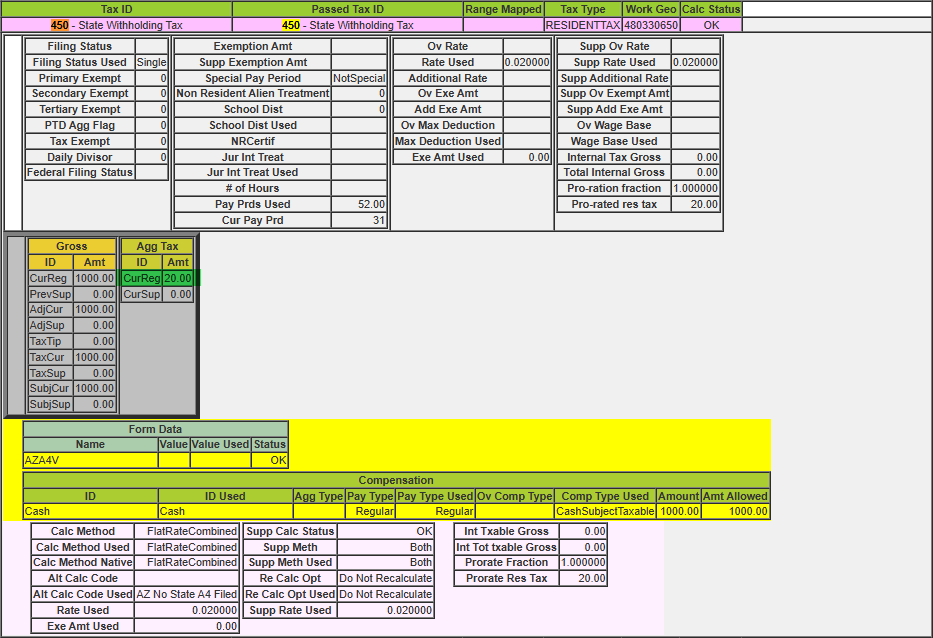 Tax ID Passed Tax ID Range Mapped Tax Type Work Geo Calc Status
450 - State Withholding Tax 450 - State Withholding Tax RESIDENTTAX 480330650 OK
Filing Status
Filing Status Used Single
Primary Exempt 0
Secondary Exempt 0
Tertiary Exempt 0
PTD Agg Flag 0
Tax Exempt 0
Daily Divisor 0
Federal Filing Status
Exemption Amt
Supp Exemption Amt
Special Pay Period NotSpecial
Non Resident Alien Treatment 0
School Dist 0
School Dist Used
NRCertif
Jur Int Treat
Jur Int Treat Used
# of Hours
Pay Prds Used 52.00
Cur Pay Prd 31
Ov Rate
Rate Used 0.020000
Additional Rate
Ov Exe Amt
Add Exe Amt
Ov Max Deduction
Max Deduction Used
Exe Amt Used 0.00
Supp Ov Rate
Supp Rate Used 0.020000
Supp Additional Rate
Supp Ov Exempt Amt
Supp Add Exe Amt
Ov Wage Base
Wage Base Used
Internal Tax Gross 0.00
Total Internal Gross 0.00
Pro-ration fraction 1.000000
Pro-rated res tax 20.00
Gross
ID Amt
CurReg 1000.00
PrevSup 0.00
AdjCur 1000.00
AdjSup 0.00
TaxTip 0.00
TaxCur 1000.00
TaxSup 0.00
SubjCur 1000.00
SubjSup 0.00
Agg Tax
ID Amt
CurReg 20.00
CurSup 0.00
Form Data
Name Value Value Used Status
AZA4V OK
Compensation
ID ID Used Agg Type Pay Type Pay Type Used Ov Comp Type Comp Type Used Amount Amt Allowed
Cash Cash Regular Regular CashSubjectTaxable 1000.00 1000.00
Calc Method FlatRateCombined
Calc Method Used FlatRateCombined
Calc Method Native FlatRateCombined
Alt Calc Code
Alt Calc Code Used AZ No State A4 Filed
Rate Used 0.020000
Exe Amt Used 0.00
Supp Calc Status OK
Supp Meth Both
Supp Meth Used Both
Re Calc Opt Do Not Recalculate
Re Calc Opt Used Do Not Recalculate
Supp Rate Used 0.020000
Int Txable Gross 0.00
Int Tot txable Gross 0.00
Prorate Fraction 1.000000
Prorate Res Tax 20.00